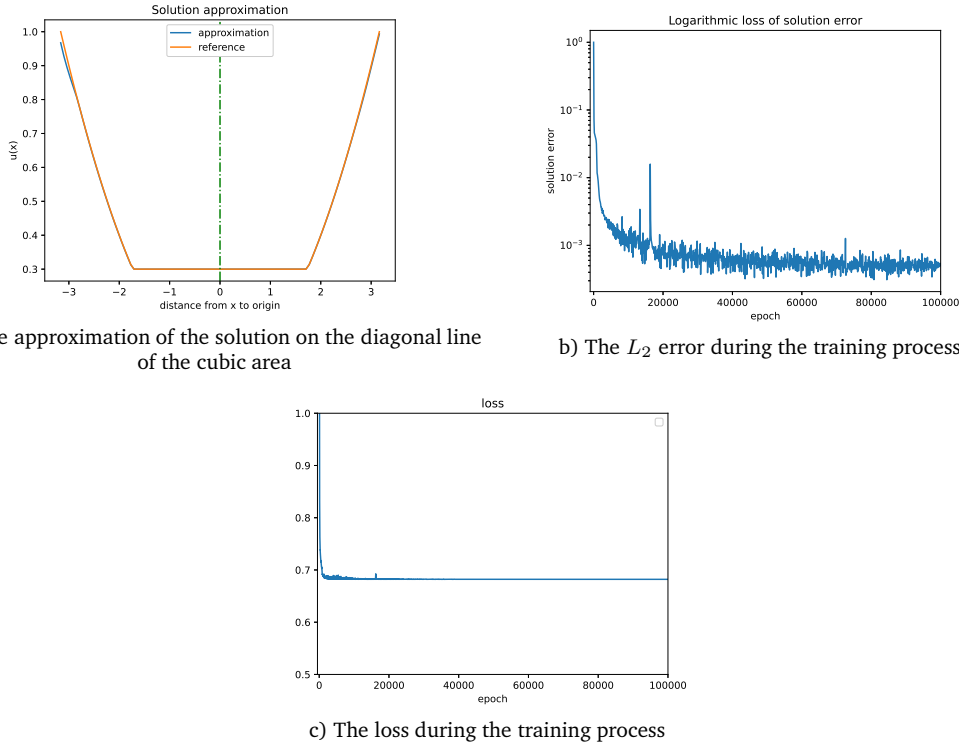 Solution approximation
approximation
reference
u(x)
1.0
0.9
0.8
0.7
0.6
0.5
0.4
0.3
−3 −2 −1 0 1 2 3
distance from x to origin
e approximation of the solution on the diagonal line
of the cubic area
Logarithmic loss of solution error
solution error
10^0
10^−1
10^−2
10^−3
0 20000 40000 60000 80000 100000
epoch
b) The L_2 error during the training process
loss
1.0
0.9
0.8
0.7
0.6
0.5
0 20000 40000 60000 80000 100000
epoch
c) The loss during the training process